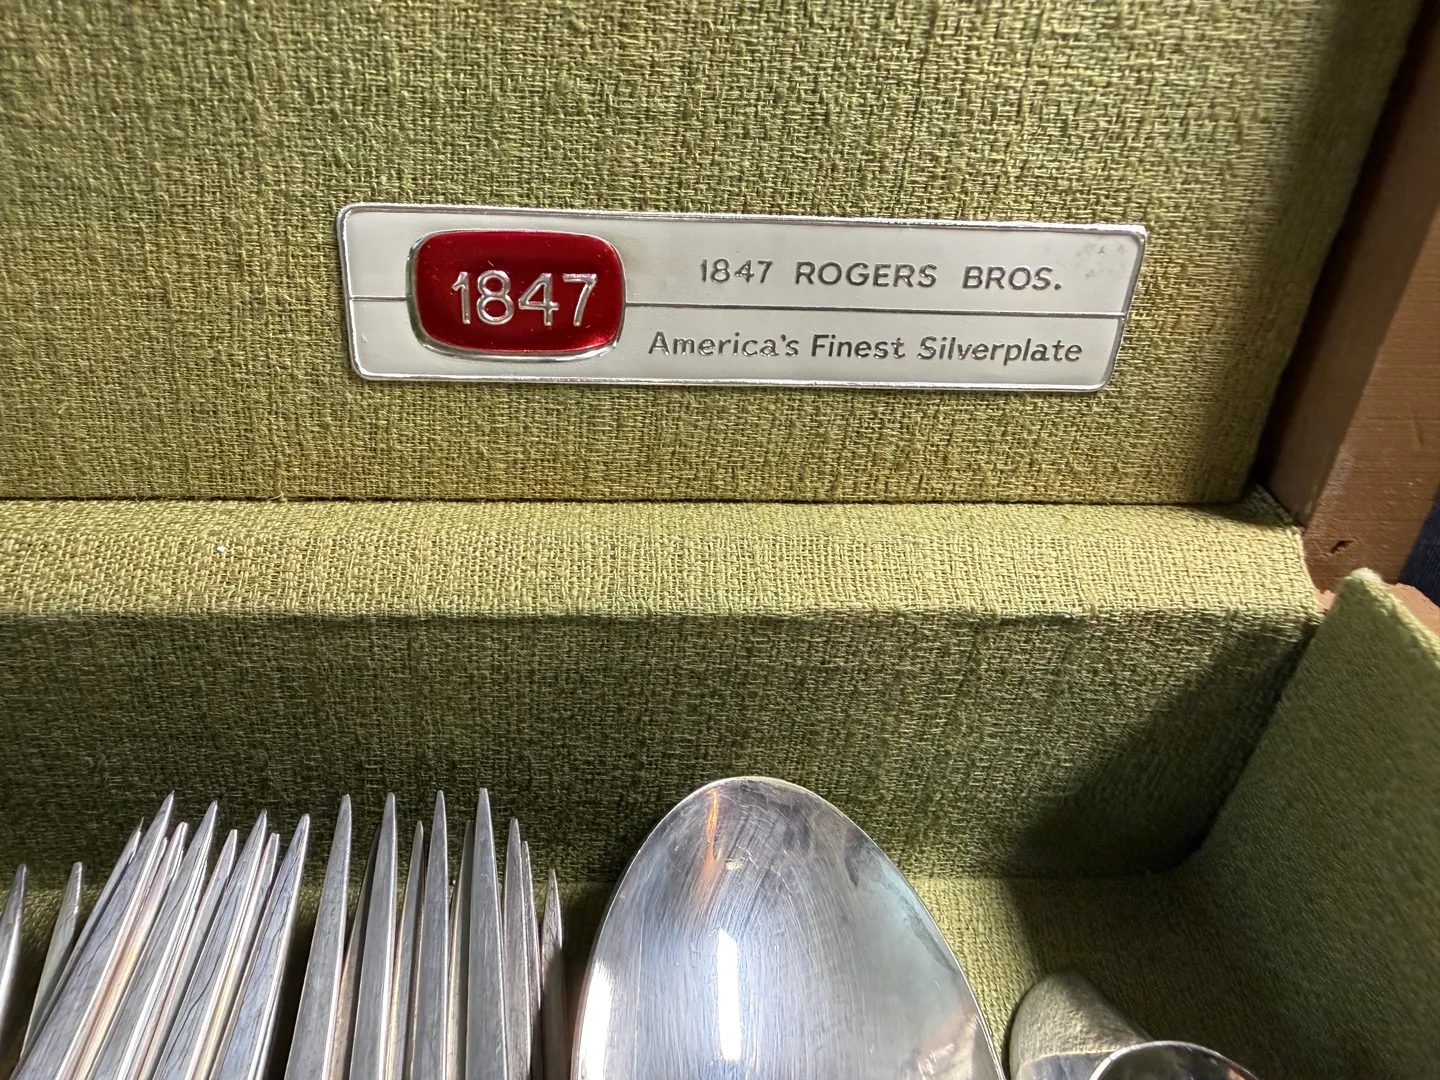 1847
1847 ROGERS BROS.
America's Finest Silverplate